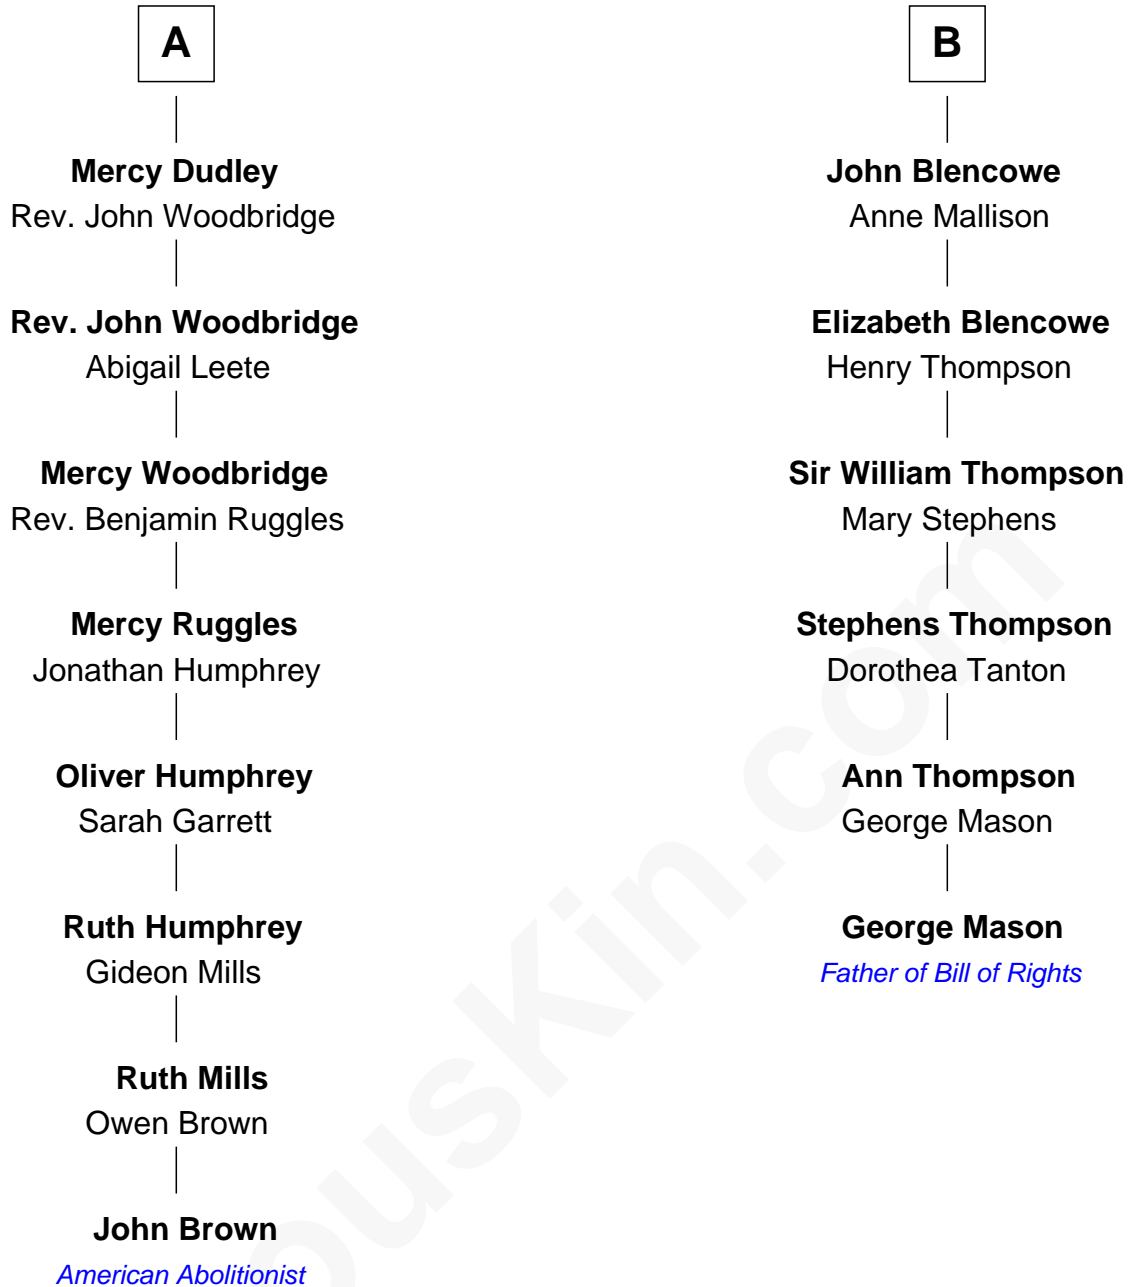 A
Mercy Dudley
Rev. John Woodbridge
Rev. John Woodbridge
Abigail Leete
Mercy Woodbridge
Rev. Benjamin Ruggles
Mercy Ruggles
Jonathan Humphrey
Oliver Humphrey
Sarah Garrett
Ruth Humphrey
Gideon Mills
Ruth Mills
Owen Brown
John Brown
American Abolitionist
B
John Blencowe
Anne Mallison
Elizabeth Blencowe
Henry Thompson
Sir William Thompson
Mary Stephens
Stephens Thompson
Dorothea Tanton
Ann Thompson
George Mason
George Mason
Father of Bill of Rights
ousKin.com